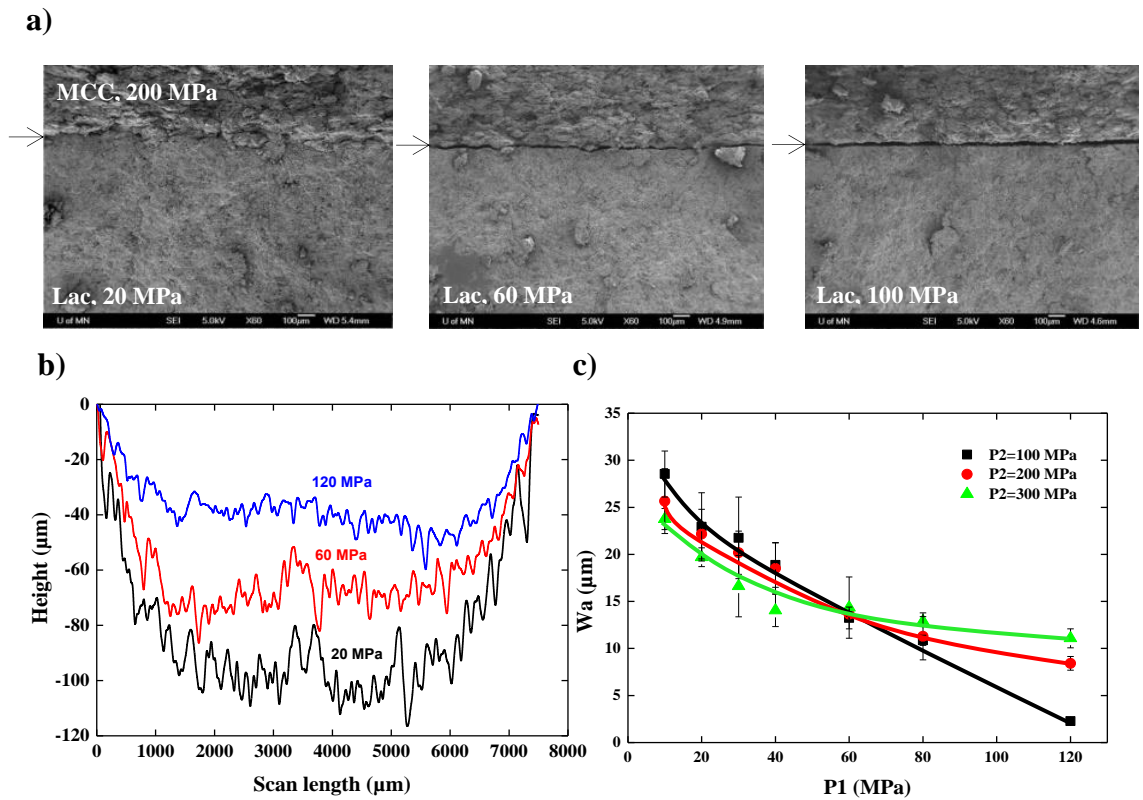 a)
MCC, 200 MPa
Lac, 20 MPa
Lac, 60 MPa
Lac, 100 MPa
U of MN SEI 5.0kV X60 100µm WD 5.4mm
U of MN SEI 5.0kV X60 100µm WD 4.9mm
U of MN SEI 5.0kV X60 100µm WD 4.6mm
b)
0
-20
-40
-60
-80
-100
-120
Height (µm)
120 MPa
60 MPa
20 MPa
0 1000 2000 3000 4000 5000 6000 7000 8000
Scan length (µm)
c)
35
30
25
20
15
10
5
0
Wa (µm)
P2=100 MPa
P2=200 MPa
P2=300 MPa
20 40 60 80 100 120
P1 (MPa)